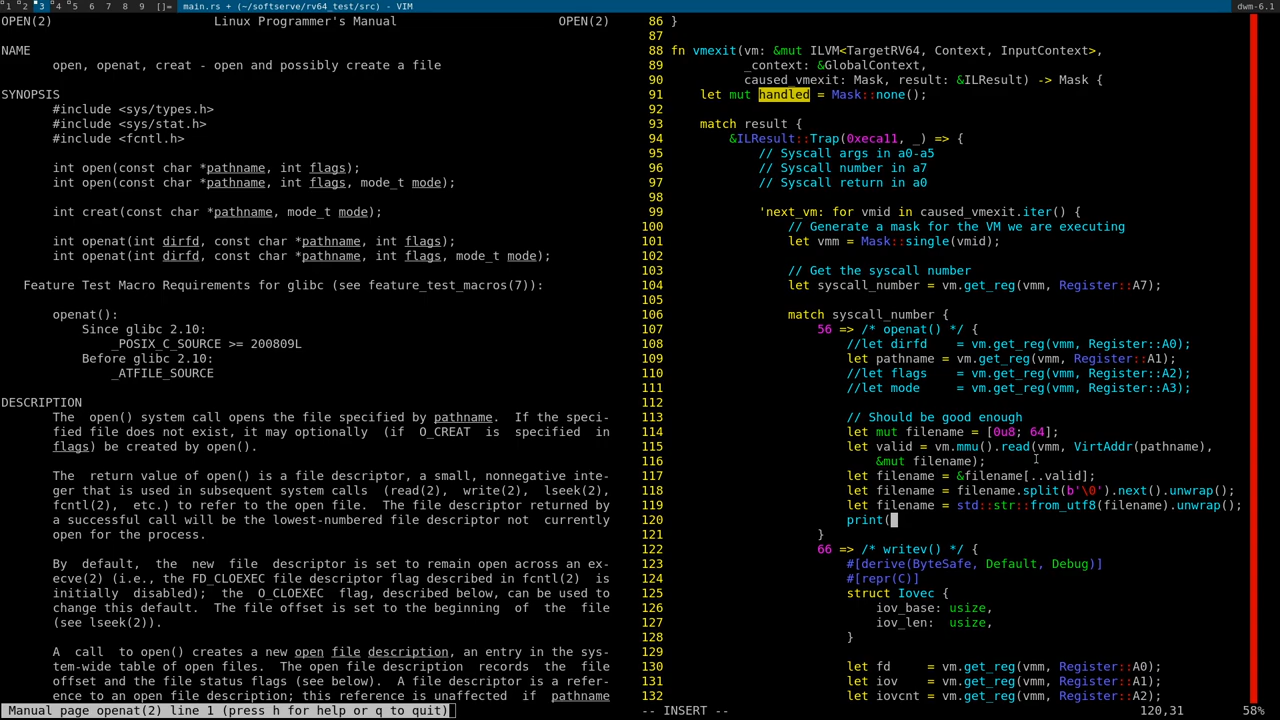 1 2 3 4 5 6 7 8 9 []= main.rs + (~/softserve/rv64_test/src) - VIM dwm-6.1
OPEN(2) Linux Programmer's Manual OPEN(2)
NAME
open, openat, creat - open and possibly create a file
SYNOPSIS
#include <sys/types.h>
#include <sys/stat.h>
#include <fcntl.h>
int open(const char *pathname, int flags);
int open(const char *pathname, int flags, mode_t mode);
int creat(const char *pathname, mode_t mode);
int openat(int dirfd, const char *pathname, int flags);
int openat(int dirfd, const char *pathname, int flags, mode_t mode);
Feature Test Macro Requirements for glibc (see feature_test_macros(7)):
openat():
Since glibc 2.10:
_POSIX_C_SOURCE >= 200809L
Before glibc 2.10:
_ATFILE_SOURCE
DESCRIPTION
The open() system call opens the file specified by pathname. If the speci-
fied file does not exist, it may optionally (if O_CREAT is specified in
flags) be created by open().
The return value of open() is a file descriptor, a small, nonnegative inte-
ger that is used in subsequent system calls (read(2), write(2), lseek(2),
fcntl(2), etc.) to refer to the open file. The file descriptor returned by
a successful call will be the lowest-numbered file descriptor not currently
open for the process.
By default, the new file descriptor is set to remain open across an ex-
ecve(2) (i.e., the FD_CLOEXEC file descriptor flag described in fcntl(2) is
initially disabled); the O_CLOEXEC flag, described below, can be used to
change this default. The file offset is set to the beginning of the file
(see lseek(2)).
A call to open() creates a new open file description, an entry in the sys-
tem-wide table of open files. The open file description records the file
offset and the file status flags (see below). A file descriptor is a refer-
ence to an open file description; this reference is unaffected if pathname
Manual page openat(2) line 1 (press h for help or q to quit)
86 }
87
88 fn vmexit(vm: &mut ILVM<TargetRV64, Context, InputContext>,
89 _context: &GlobalContext,
90 caused_vmexit: Mask, result: &ILResult) -> Mask {
91 let mut handled = Mask::none();
92
93 match result {
94 &ILResult::Trap(0xeca11, _) => {
95 // Syscall args in a0-a5
96 // Syscall number in a7
97 // Syscall return in a0
98
99 'next_vm: for vmid in caused_vmexit.iter() {
100 // Generate a mask for the VM we are executing
101 let vmm = Mask::single(vmid);
102
103 // Get the syscall number
104 let syscall_number = vm.get_reg(vmm, Register::A7);
105
106 match syscall_number {
107 56 => /* openat() */ {
108 //let dirfd = vm.get_reg(vmm, Register::A0);
109 let pathname = vm.get_reg(vmm, Register::A1);
110 //let flags = vm.get_reg(vmm, Register::A2);
111 //let mode = vm.get_reg(vmm, Register::A3);
112
113 // Should be good enough
114 let mut filename = [0u8; 64];
115 let valid = vm.mmu().read(vmm, VirtAddr(pathname),
116 &mut filename);
117 let filename = &filename[..valid];
118 let filename = filename.split(b'\0').next().unwrap();
119 let filename = std::str::from_utf8(filename).unwrap();
120 print(
121 }
122 66 => /* writev() */ {
123 #[derive(ByteSafe, Default, Debug)]
124 #[repr(C)]
125 struct Iovec {
126 iov_base: usize,
127 iov_len: usize,
128 }
129
130 let fd = vm.get_reg(vmm, Register::A0);
131 let iov = vm.get_reg(vmm, Register::A1);
132 let iovcnt = vm.get_reg(vmm, Register::A2);
-- INSERT -- 120,31 58%